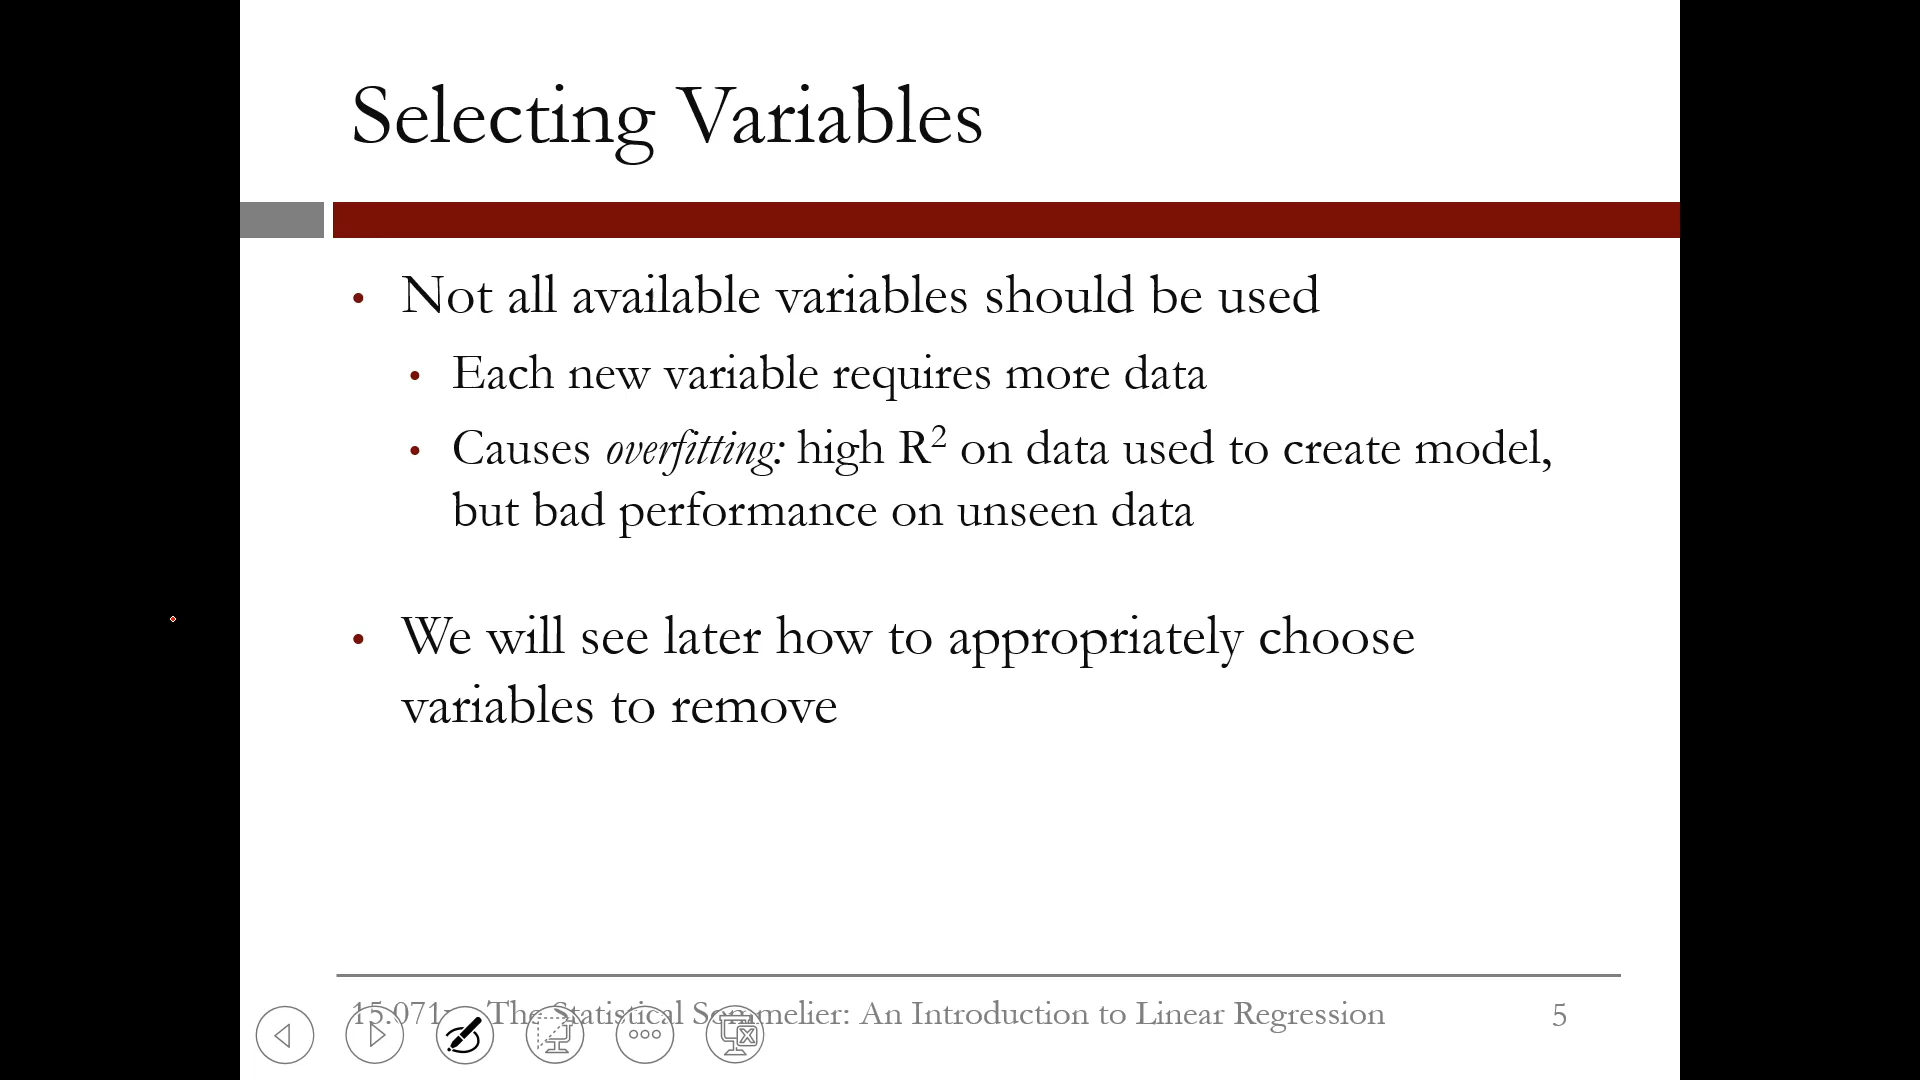 Selecting Variables
• Not all available variables should be used
• Each new variable requires more data
• Causes overfitting: high R² on data used to create model,
but bad performance on unseen data
• We will see later how to appropriately choose
variables to remove
15.071x The Statistical Sommelier: An Introduction to Linear Regression 5